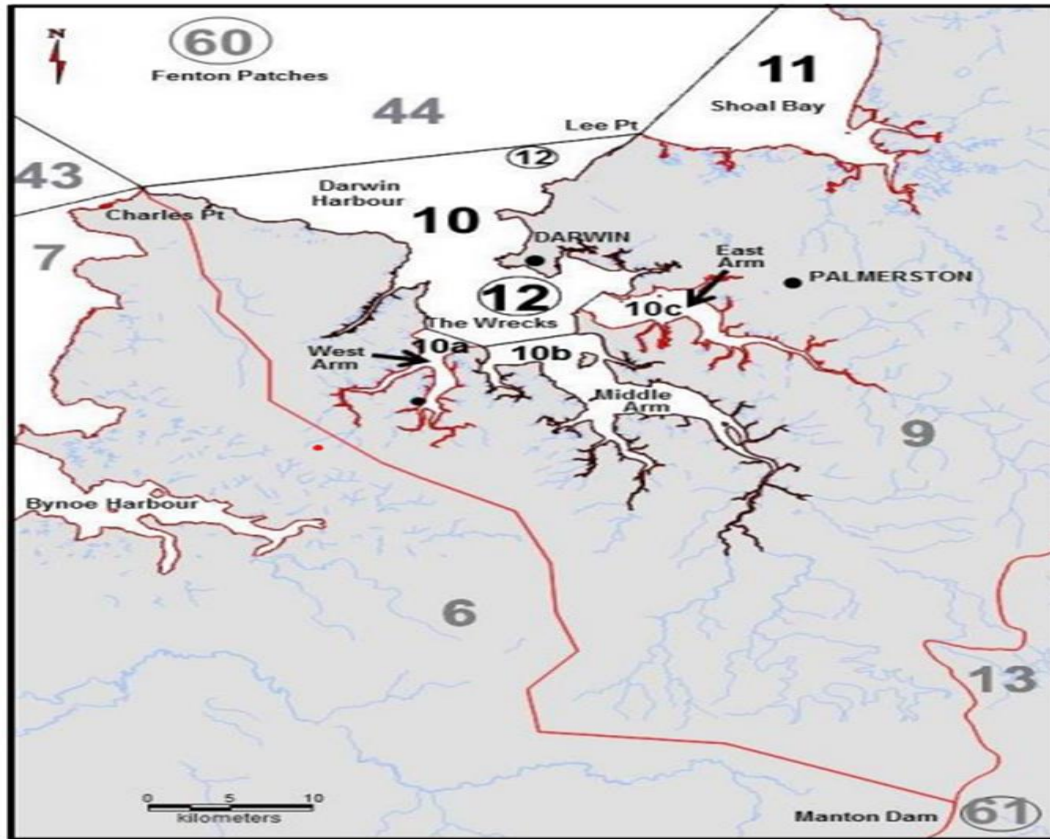 N
60
Fenton Patches
11
Shoal Bay
44
Lee Pt
12
43
Darwin
Harbour
Charles Pt
10
7
DARWIN
East
Arm
PALMERSTON
12
10c
The Wrecks
10a
10b
West
Arm
Middle
Arm
9
Bynoe Harbour
6
13
0 5 10
kilometers
Manton Dam
61